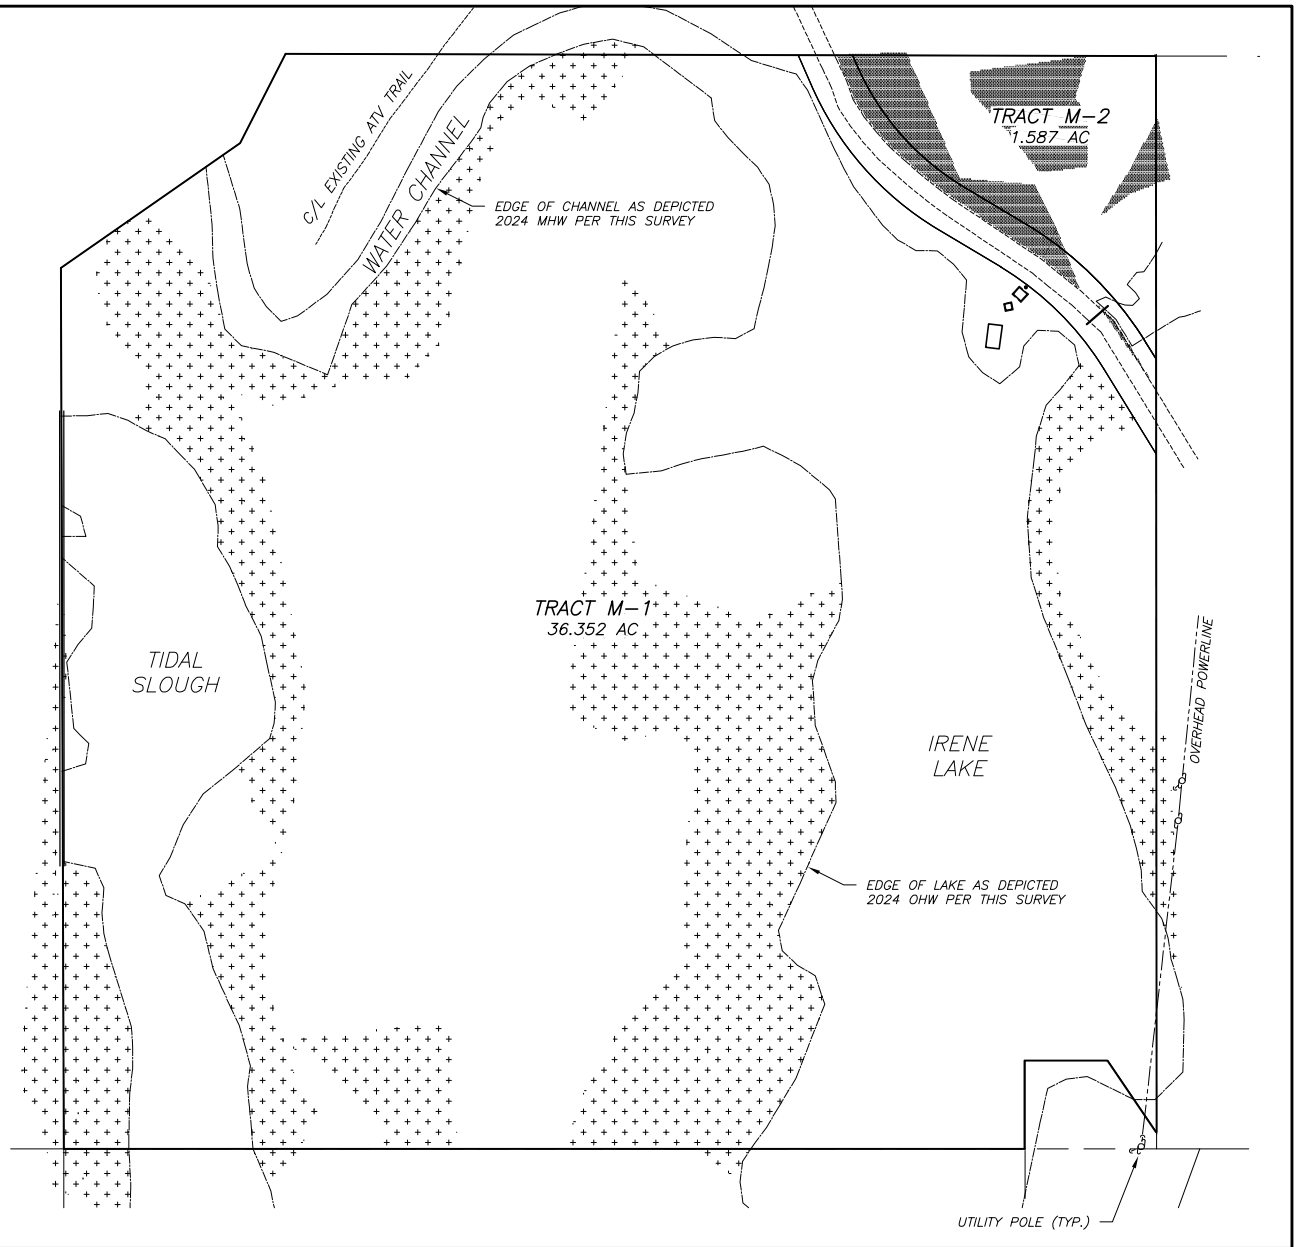 C/L EXISTING ATV TRAIL
WATER CHANNEL
TRACT M-2
1.587 AC
EDGE OF CHANNEL AS DEPICTED
2024 MHW PER THIS SURVEY
TRACT M-1
36.352 AC
TIDAL
SLOUGH
OVERHEAD POWERLINE
IRENE
LAKE
EDGE OF LAKE AS DEPICTED
2024 OHW PER THIS SURVEY
UTILITY POLE (TYP.)